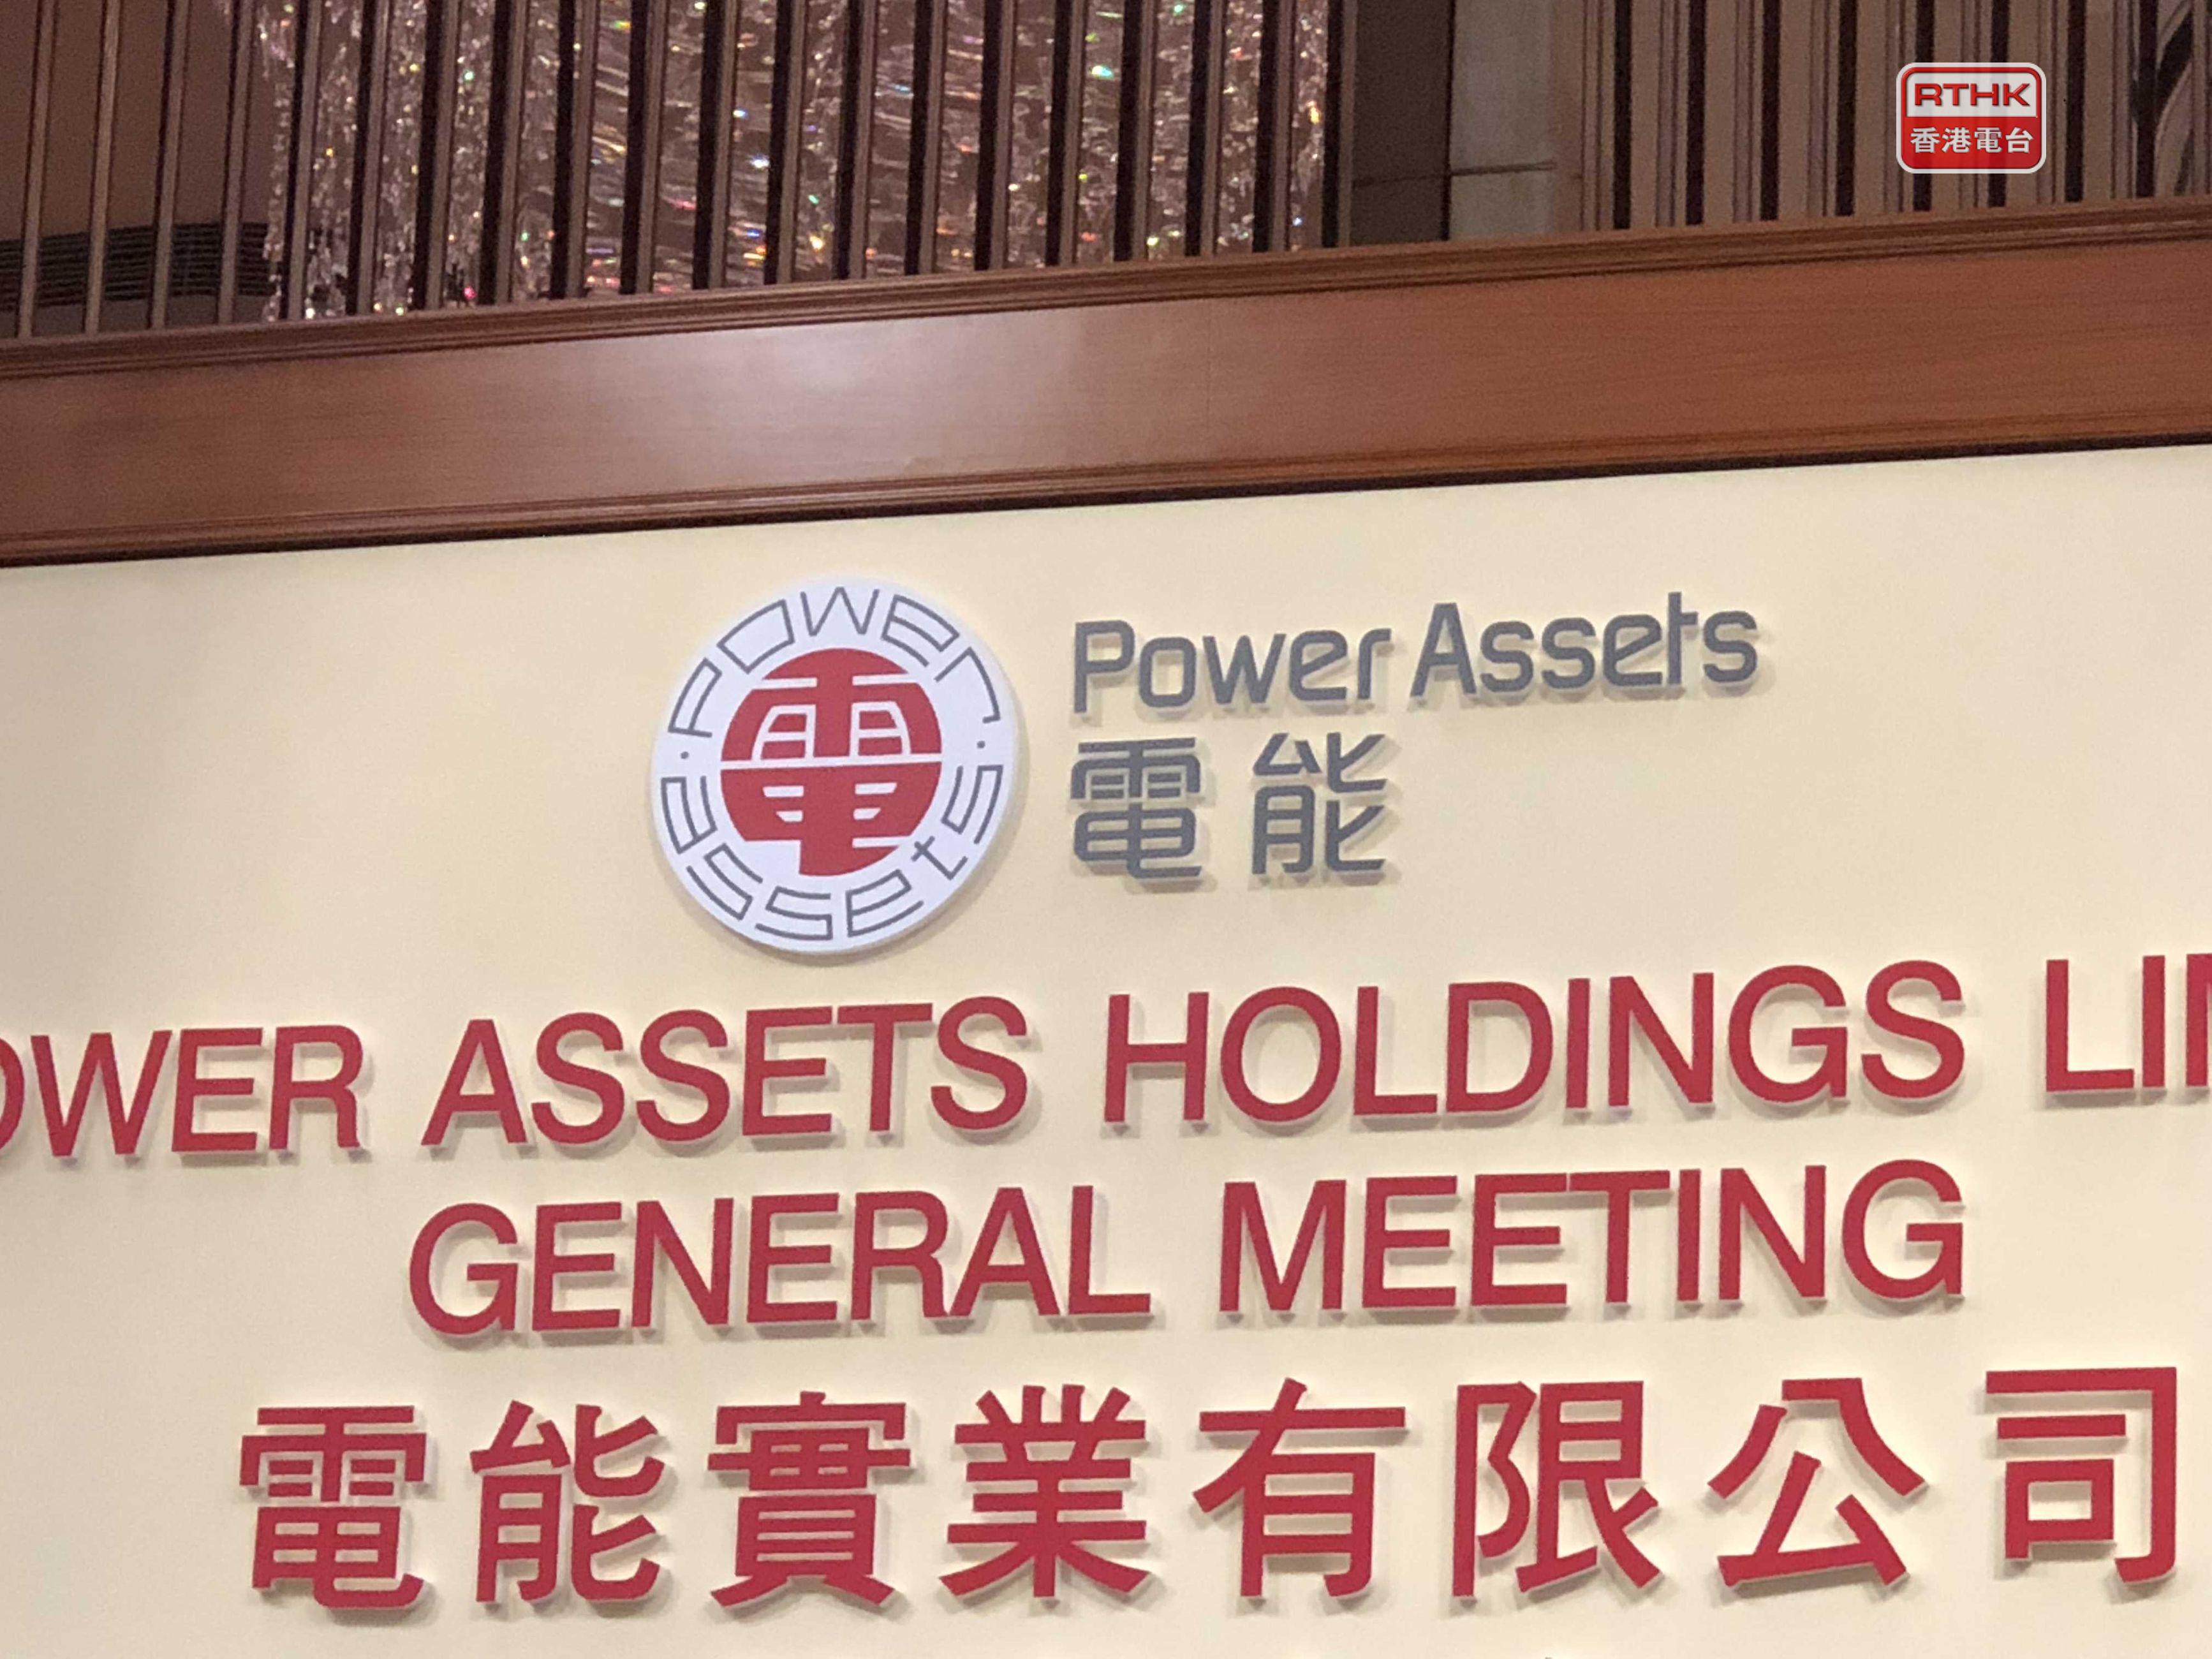 RTHK
香港電台
Power Assets
Power Assets
電能
OWER ASSETS HOLDINGS LIM
GENERAL MEETING
電能實業有限公司